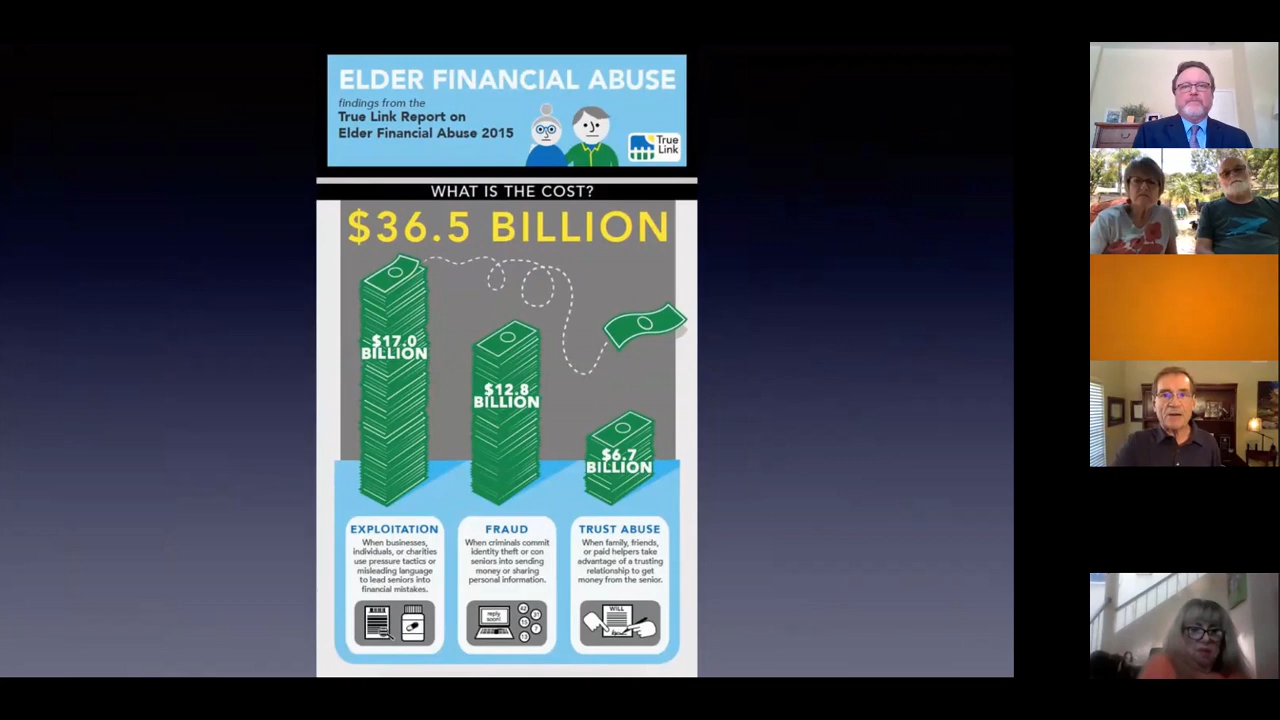 ELDER FINANCIAL ABUSE
findings from the
True Link Report on
Elder Financial Abuse 2015
True
Link
WHAT IS THE COST?
$36.5 BILLION
$17.0
BILLION
$12.8
BILLION
$6.7
BILLION
EXPLOITATION
When businesses,
individuals, or charities
use pressure tactics or
misleading language
to lead seniors into
financial mistakes.
FRAUD
When criminals commit
identity theft or con
seniors into sending
money or sharing
personal information.
TRUST ABUSE
When family, friends,
or paid helpers take
advantage of a trusting
relationship to get
money from the senior.
reply
soon!
WILL